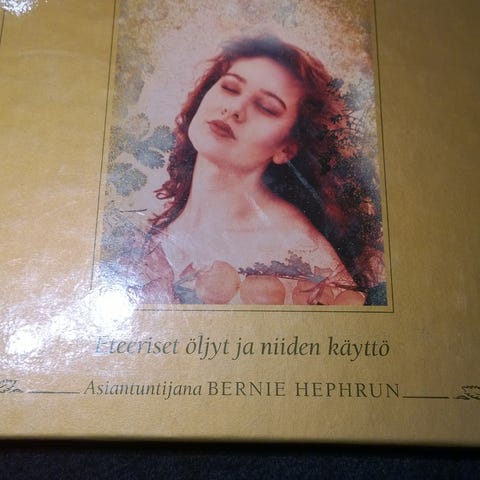 Eteeriset öljyt ja niiden käyttö
Asiantuntijana BERNIE HEPHRUN